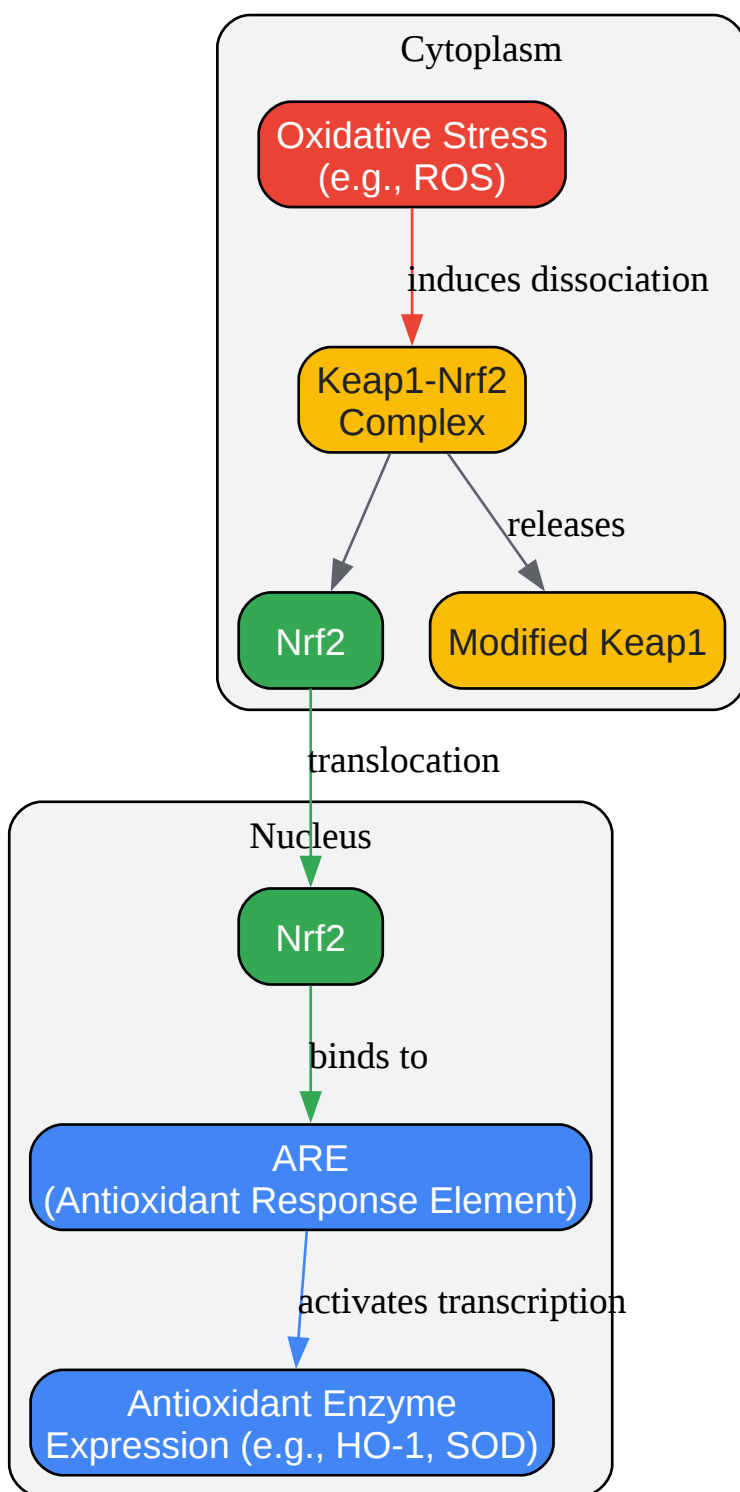 Cytoplasm
Oxidative Stress
(e.g., ROS)
induces dissociation
Keap1-Nrf2
Complex
releases
Nrf2
Modified Keap1
translocation
Nucleus
Nrf2
binds to
ARE
(Antioxidant Response Element)
activates transcription
Antioxidant Enzyme
Expression (e.g., HO-1, SOD)